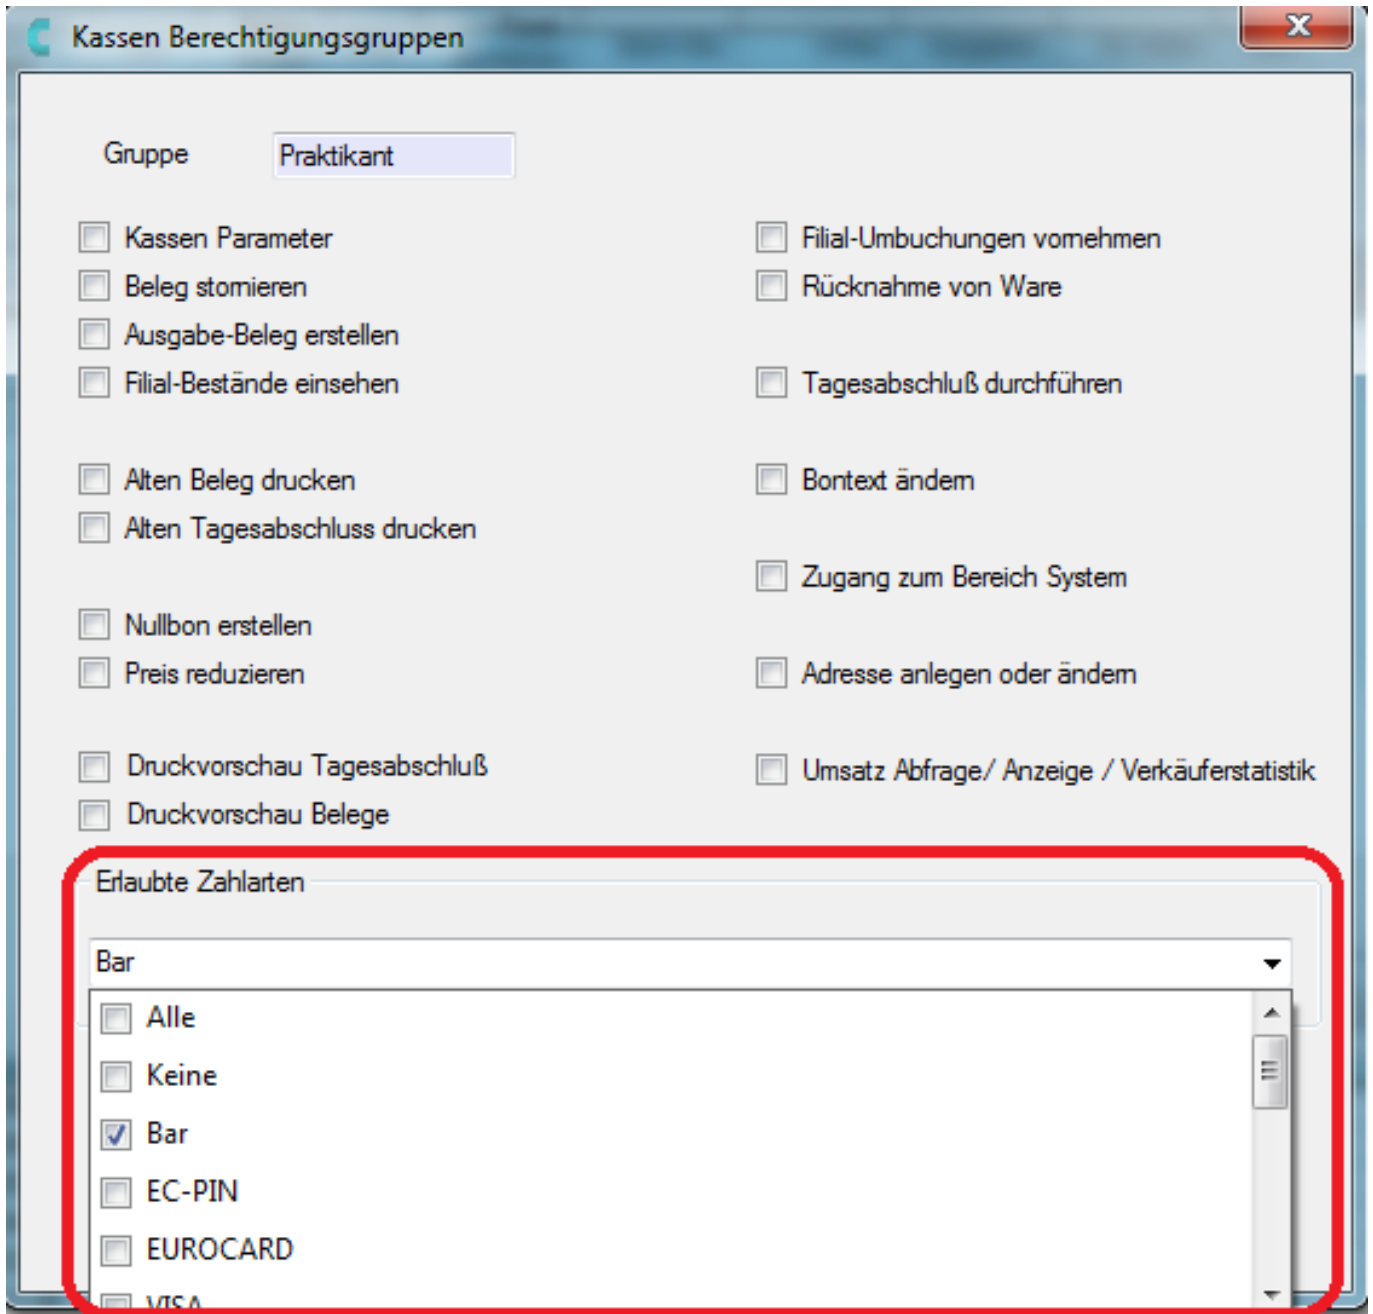 Kassen Berechtigungsgruppen
Gruppe Praktikant
Kassen Parameter
Beleg stornieren
Ausgabe-Beleg erstellen
Filial-Bestände einsehen
Alten Beleg drucken
Alten Tagesabschluss drucken
Nullbon erstellen
Preis reduzieren
Druckvorschau Tagesabschluß
Druckvorschau Belege
Filial-Umbuchungen vornehmen
Rücknahme von Ware
Tagesabschluß durchführen
Bontext ändern
Zugang zum Bereich System
Adresse anlegen oder ändern
Umsatz Abfrage/ Anzeige / Verkäuferstatistik
Erlaubte Zahlarten
Bar
Alle
Keine
Bar
EC-PIN
EUROCARD
VISA